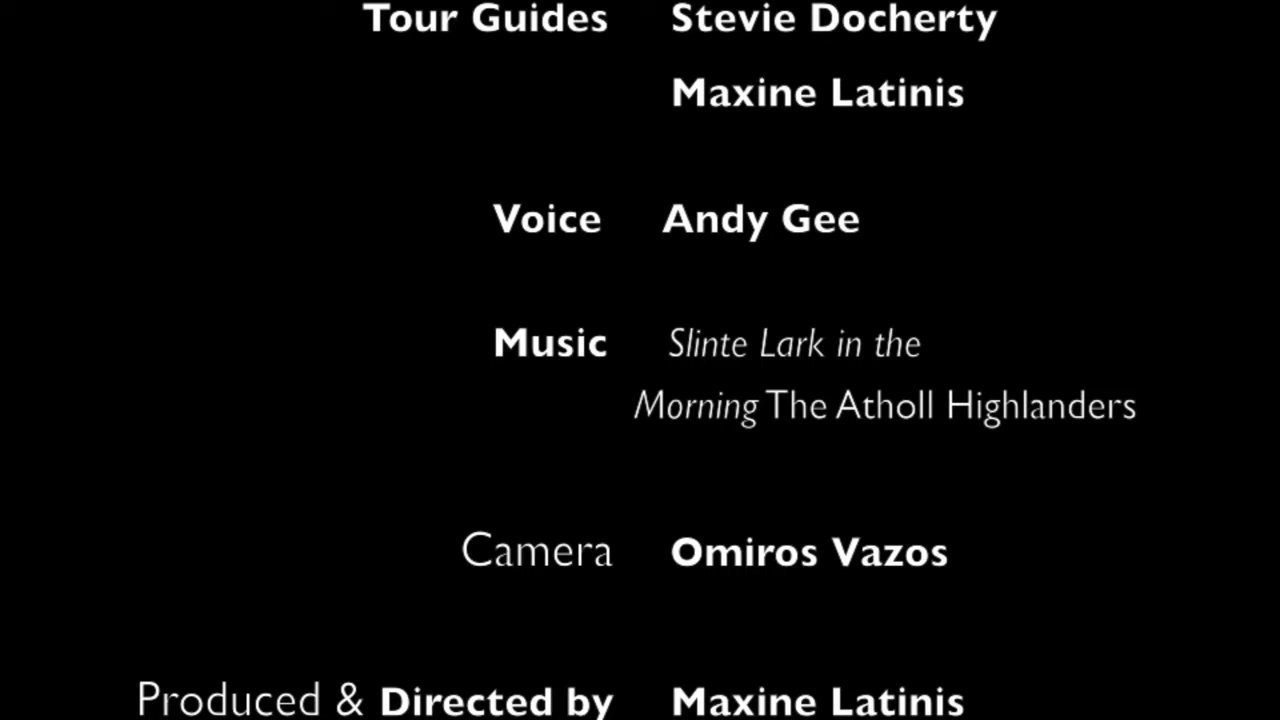 Tour Guides Stevie Docherty
Maxine Latinis
Voice Andy Gee
Music Slinte Lark in the
Morning The Atholl Highlanders
Camera Omiros Vazos
Produced & Directed by Maxine Latinis